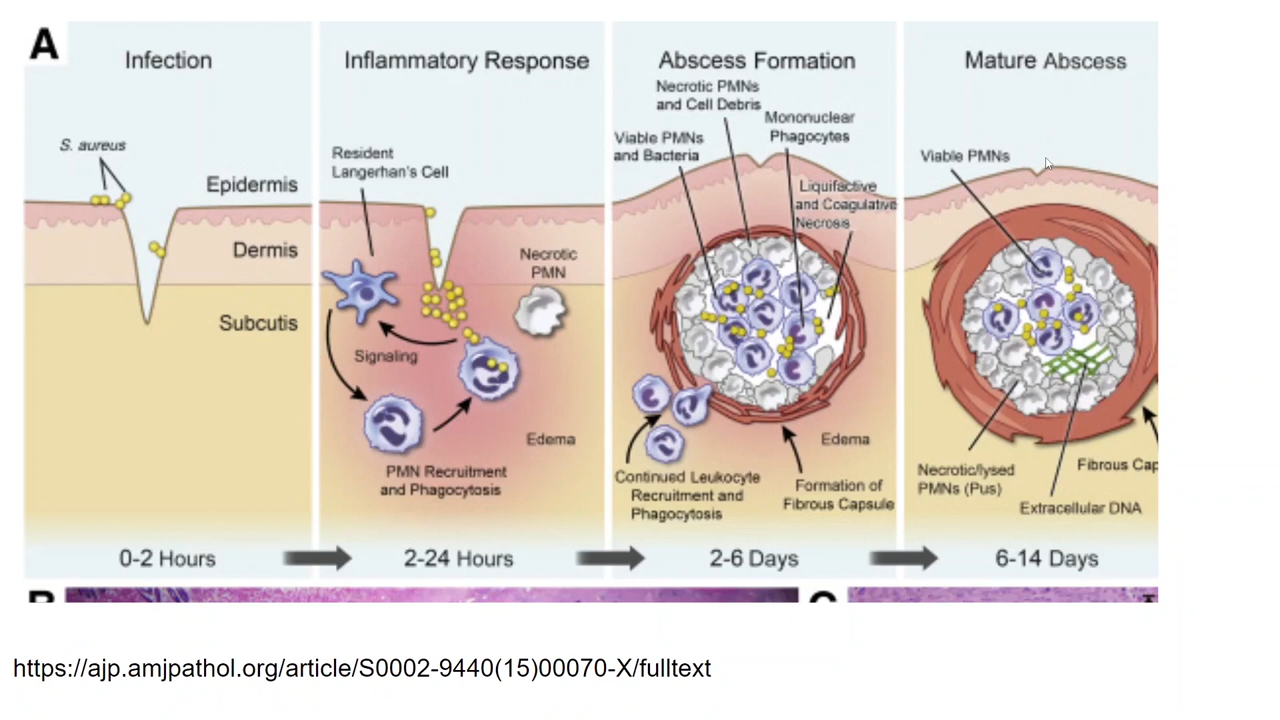 A
Infection
S. aureus
Epidermis
Dermis
Subcutis
0-2 Hours
Inflammatory Response
Resident
Langerhan's Cell
Necrotic
PMN
Signaling
Edema
PMN Recruitment
and Phagocytosis
2-24 Hours
Abscess Formation
Necrotic PMNs
and Cell Debris
Mononuclear
Phagocytes
Viable PMNs
and Bacteria
Liquifactive
and Coagulative
Necrosis
Edema
Continued Leukocyte
Recruitment and
Phagocytosis
Formation of
Fibrous Capsule
2-6 Days
Mature Abscess
Viable PMNs
Necrotic/lysed
PMNs (Pus)
Fibrous Cap
Extracellular DNA
6-14 Days
B
C
https://ajp.amjpathol.org/article/S0002-9440(15)00070-X/fulltext